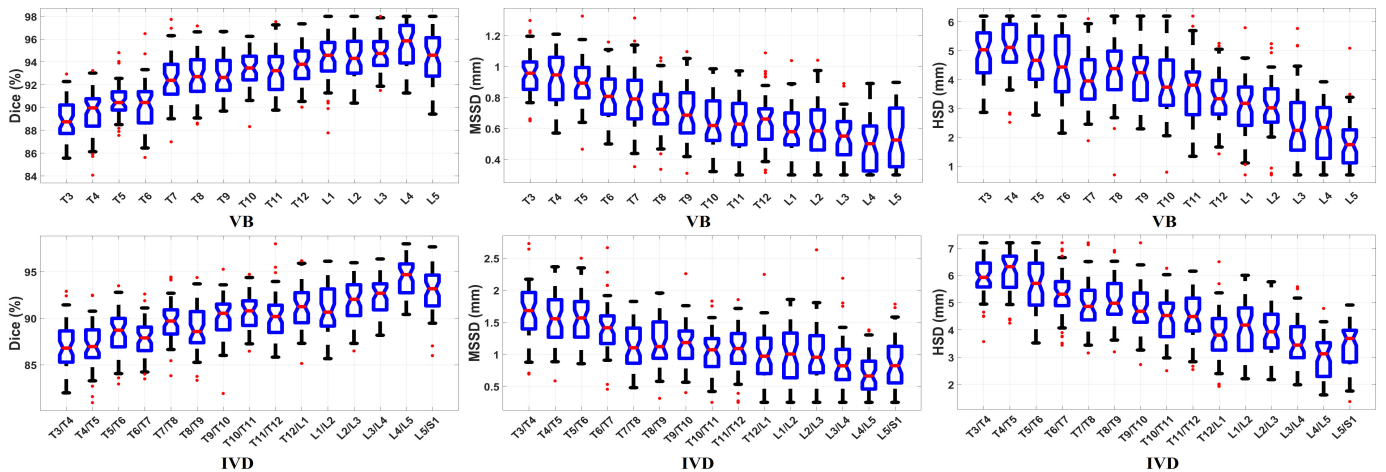 98
96
94
92
90
88
86
84
Dice (%)
T3 T4 T5 T6 T7 T8 T9 T10 T11 T12 L1 L2 L3 L4 L5
VB
1.2
1
0.8
0.6
0.4
MSSD (mm)
T3 T4 T5 T6 T7 T8 T9 T10 T11 T12 L1 L2 L3 L4 L5
VB
6
5
4
3
2
1
HSD (mm)
T3 T4 T5 T6 T7 T8 T9 T10 T11 T12 L1 L2 L3 L4 L5
VB
95
90
85
Dice (%)
T3/T4 T4/T5 T5/T6 T6/T7 T7/T8 T8/T9 T9/T10 T10/T11 T11/T12 T12/L1 L1/L2 L2/L3 L3/L4 L4/L5 L5/S1
IVD
2.5
2
1.5
1
0.5
MSSD (mm)
T3/T4 T4/T5 T5/T6 T6/T7 T7/T8 T8/T9 T9/T10 T10/T11 T11/T12 T12/L1 L1/L2 L2/L3 L3/L4 L4/L5 L5/S1
IVD
7
6
5
4
3
2
HSD (mm)
T3/T4 T4/T5 T5/T6 T6/T7 T7/T8 T8/T9 T9/T10 T10/T11 T11/T12 T12/L1 L1/L2 L2/L3 L3/L4 L4/L5 L5/S1
IVD